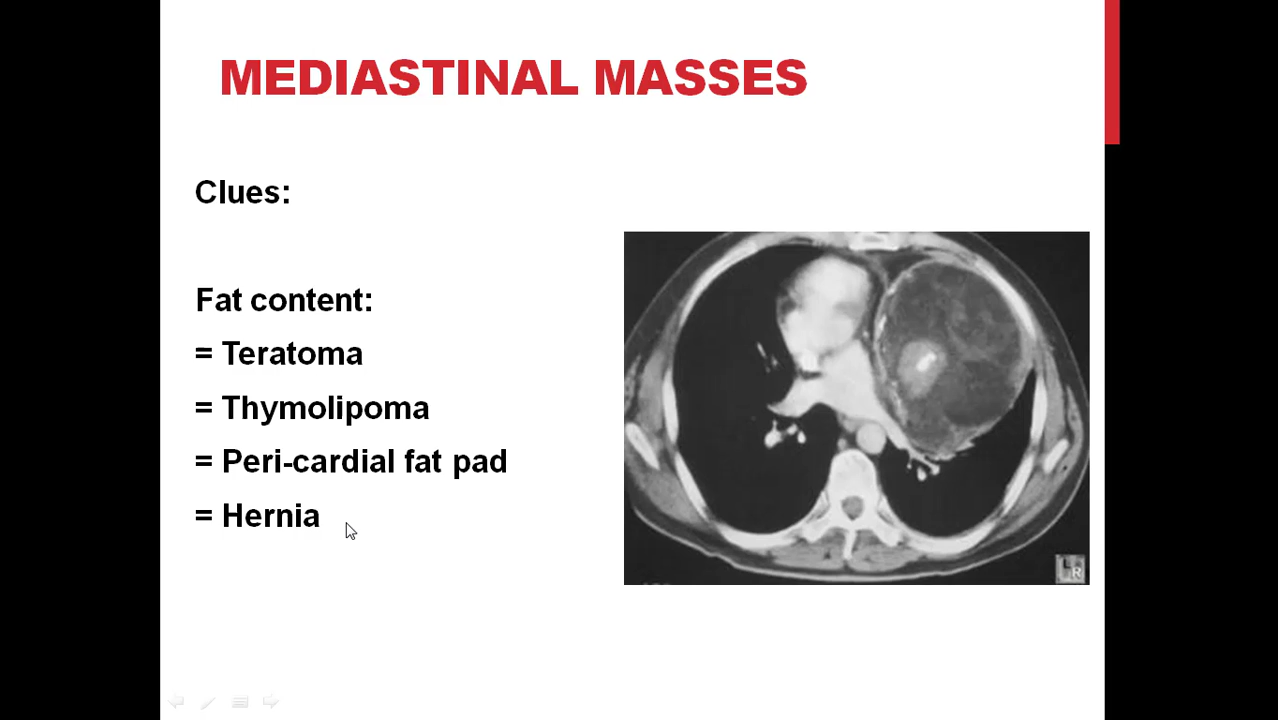 MEDIASTINAL MASSES
Clues:
Fat content:
= Teratoma
= Thymolipoma
= Peri-cardial fat pad
= Hernia
L R